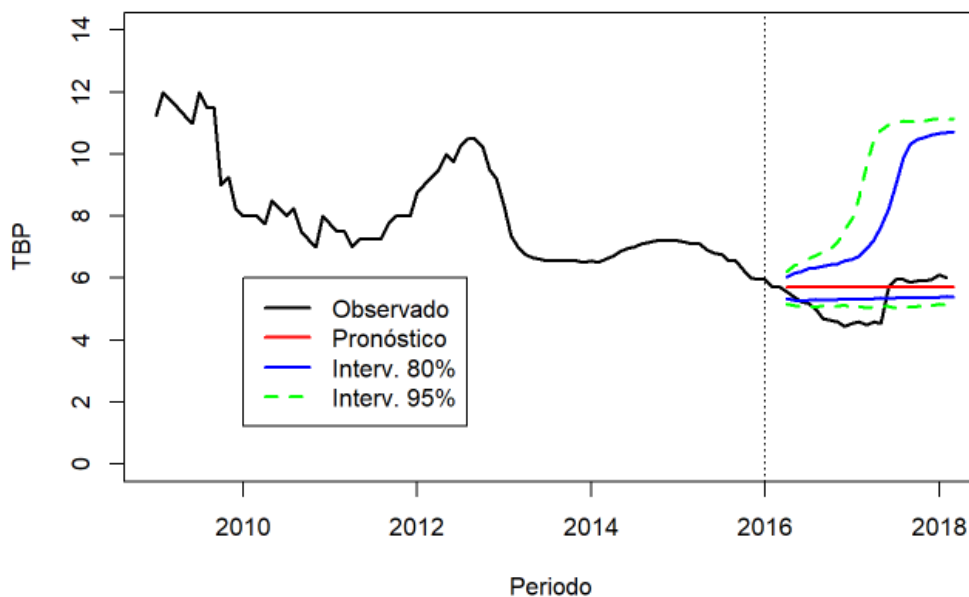 14
12
10
8
6
4
2
0
TBP
Observado
Pronóstico
Interv. 80%
Interv. 95%
2010
2012
2014
2016
2018
Periodo